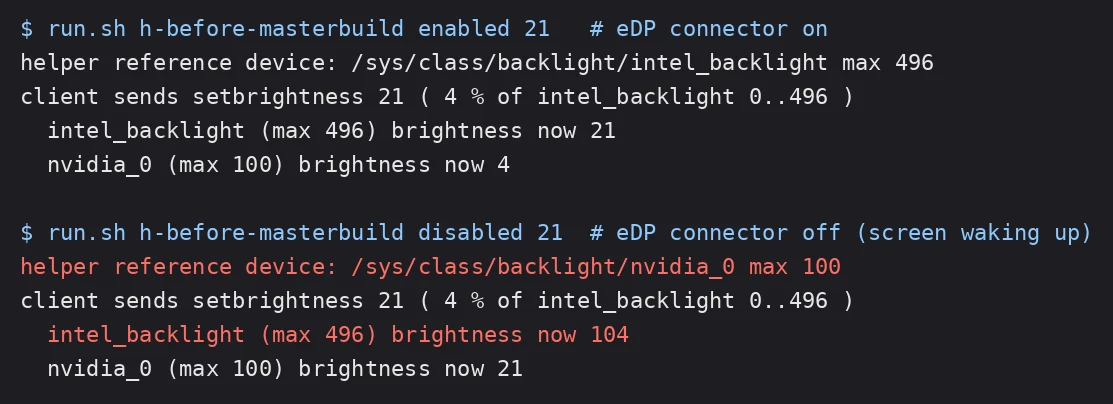 $ run.sh h-before-masterbuild enabled 21   # eDP connector on
helper reference device: /sys/class/backlight/intel_backlight max 496
client sends setbrightness 21 ( 4 % of intel_backlight 0..496 )
  intel_backlight (max 496) brightness now 21
  nvidia_0 (max 100) brightness now 4

$ run.sh h-before-masterbuild disabled 21  # eDP connector off (screen waking up)
helper reference device: /sys/class/backlight/nvidia_0 max 100
client sends setbrightness 21 ( 4 % of intel_backlight 0..496 )
  intel_backlight (max 496) brightness now 104
  nvidia_0 (max 100) brightness now 21